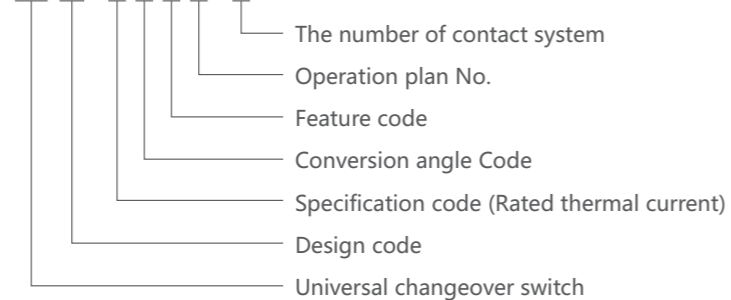 The number of contact system
Operation plan No.
Feature code
Conversion angle Code
Specification code (Rated thermal current)
Design code
Universal changeover switch